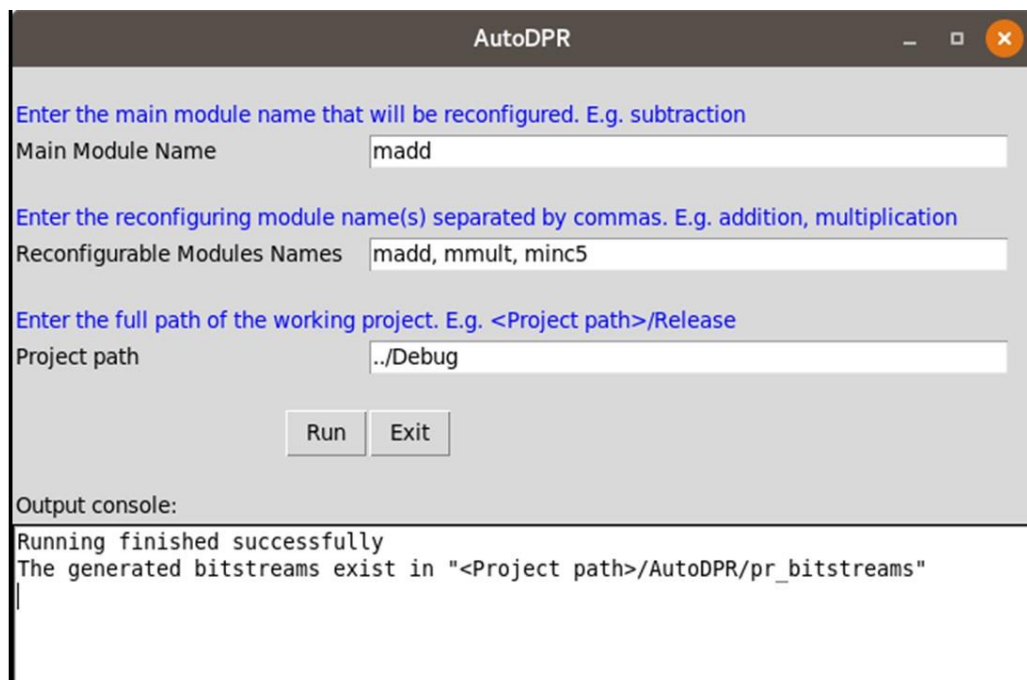 AutoDPR
Enter the main module name that will be reconfigured. E.g. subtraction
Main Module Name madd
Enter the reconfiguring module name(s) separated by commas. E.g. addition, multiplication
Reconfigurable Modules Names madd, mmult, minc5
Enter the full path of the working project. E.g. <Project path>/Release
Project path ../Debug
Run Exit
Output console:
Running finished successfully
The generated bitstreams exist in "<Project path>/AutoDPR/pr_bitstreams"